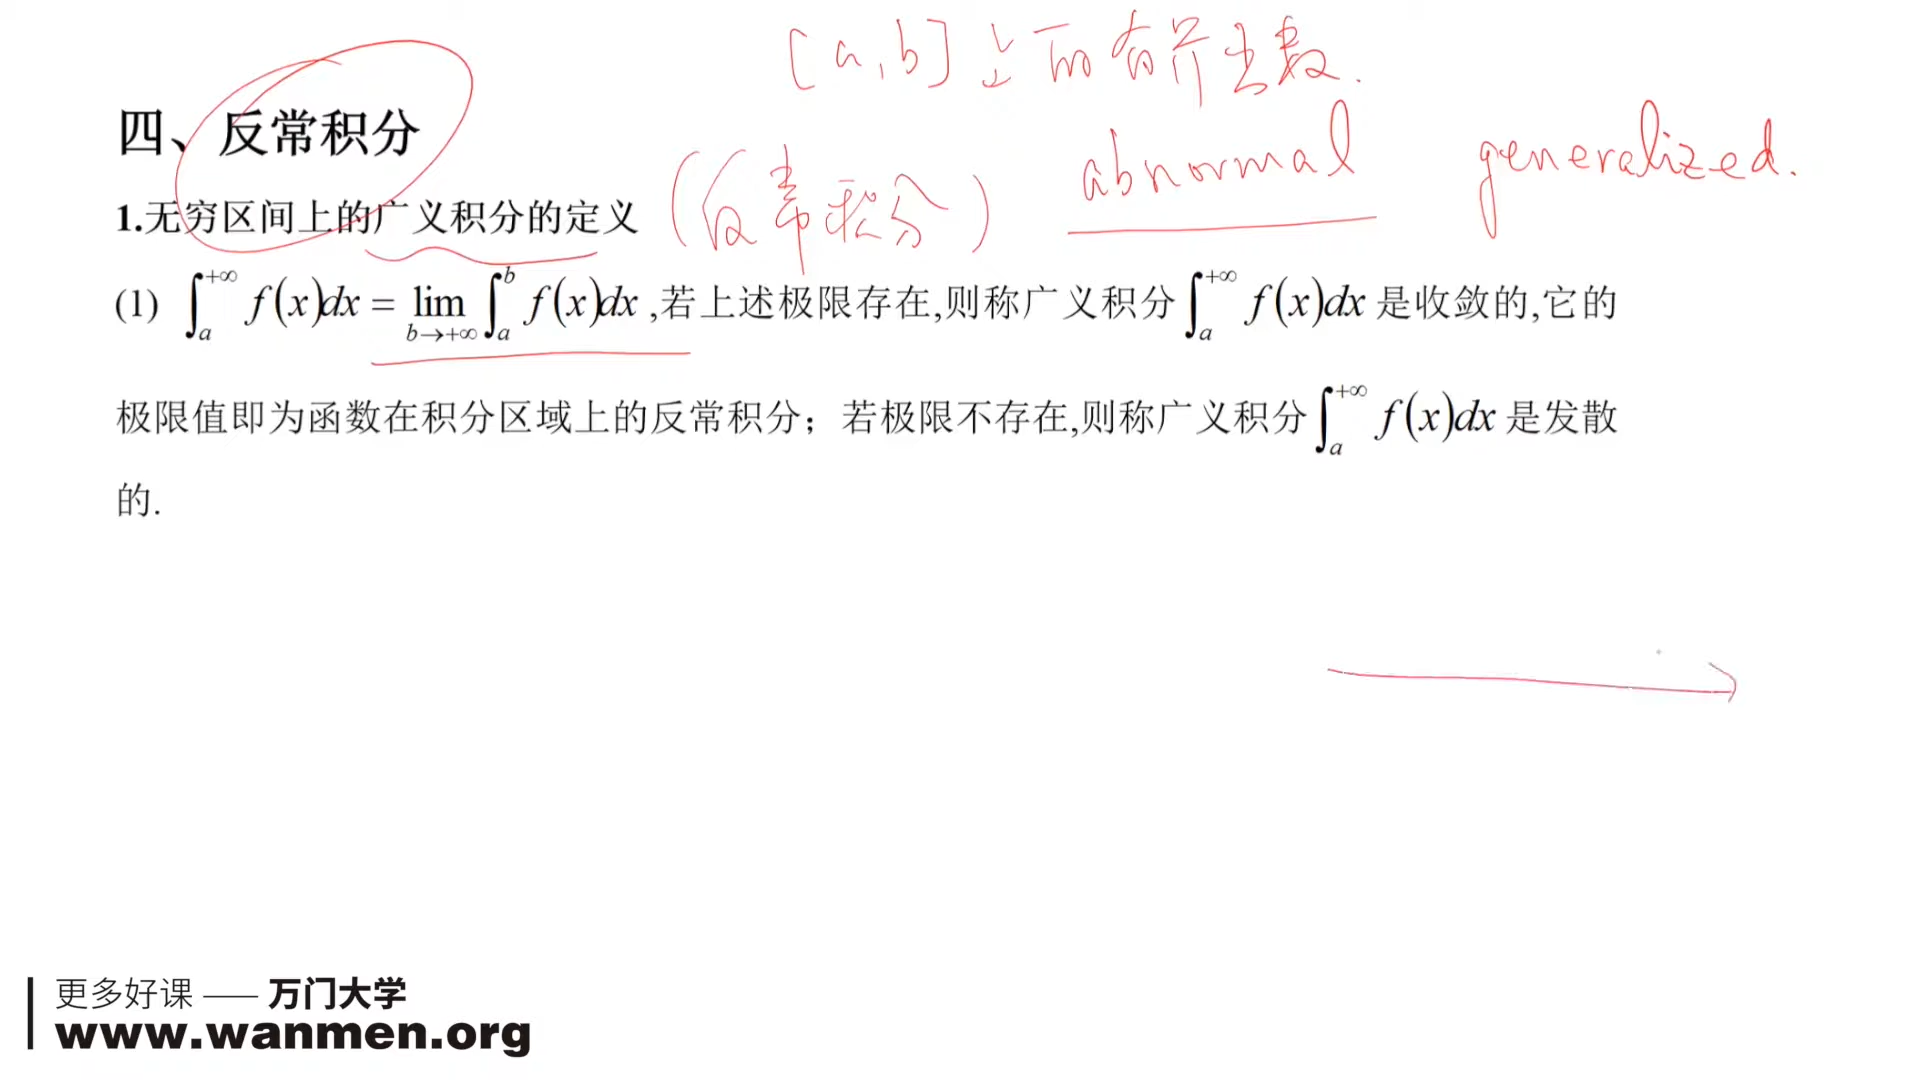 [a,b]上的有界函数.
四、反常积分
(反常积分) abnormal generalized.
1.无穷区间上的广义积分的定义
(1) ∫_a^{+∞} f(x)dx = lim_{b→+∞} ∫_a^b f(x)dx ,若上述极限存在,则称广义积分∫_a^{+∞} f(x)dx 是收敛的,它的
极限值即为函数在积分区域上的反常积分；若极限不存在,则称广义积分∫_a^{+∞} f(x)dx 是发散
的.
更多好课 —— 万门大学
www.wanmen.org